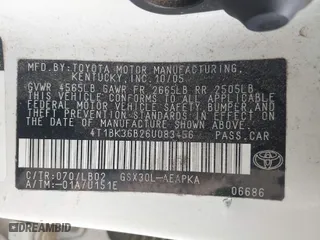 MFD. BY: TOYOTA MOTOR MANUFACTURING,
KENTUCKY, INC. 10/05
GVWR 4565LB GAWR FR 2665LB RR 2505LB
THIS VEHICLE CONFORMS TO ALL APPLICABLE
FEDERAL MOTOR VEHICLE SAFETY, BUMPER, AND
THEFT PREVENTION STANDARDS IN EFFECT ON
THE DATE OF MANUFACTURE SHOWN ABOVE.
4T1BK36B26U083456
PASS. CAR
C/TR:070/LB02 GSX30L-AEAPKA
A/TM:-01A/U151E
TOYOTA
06686